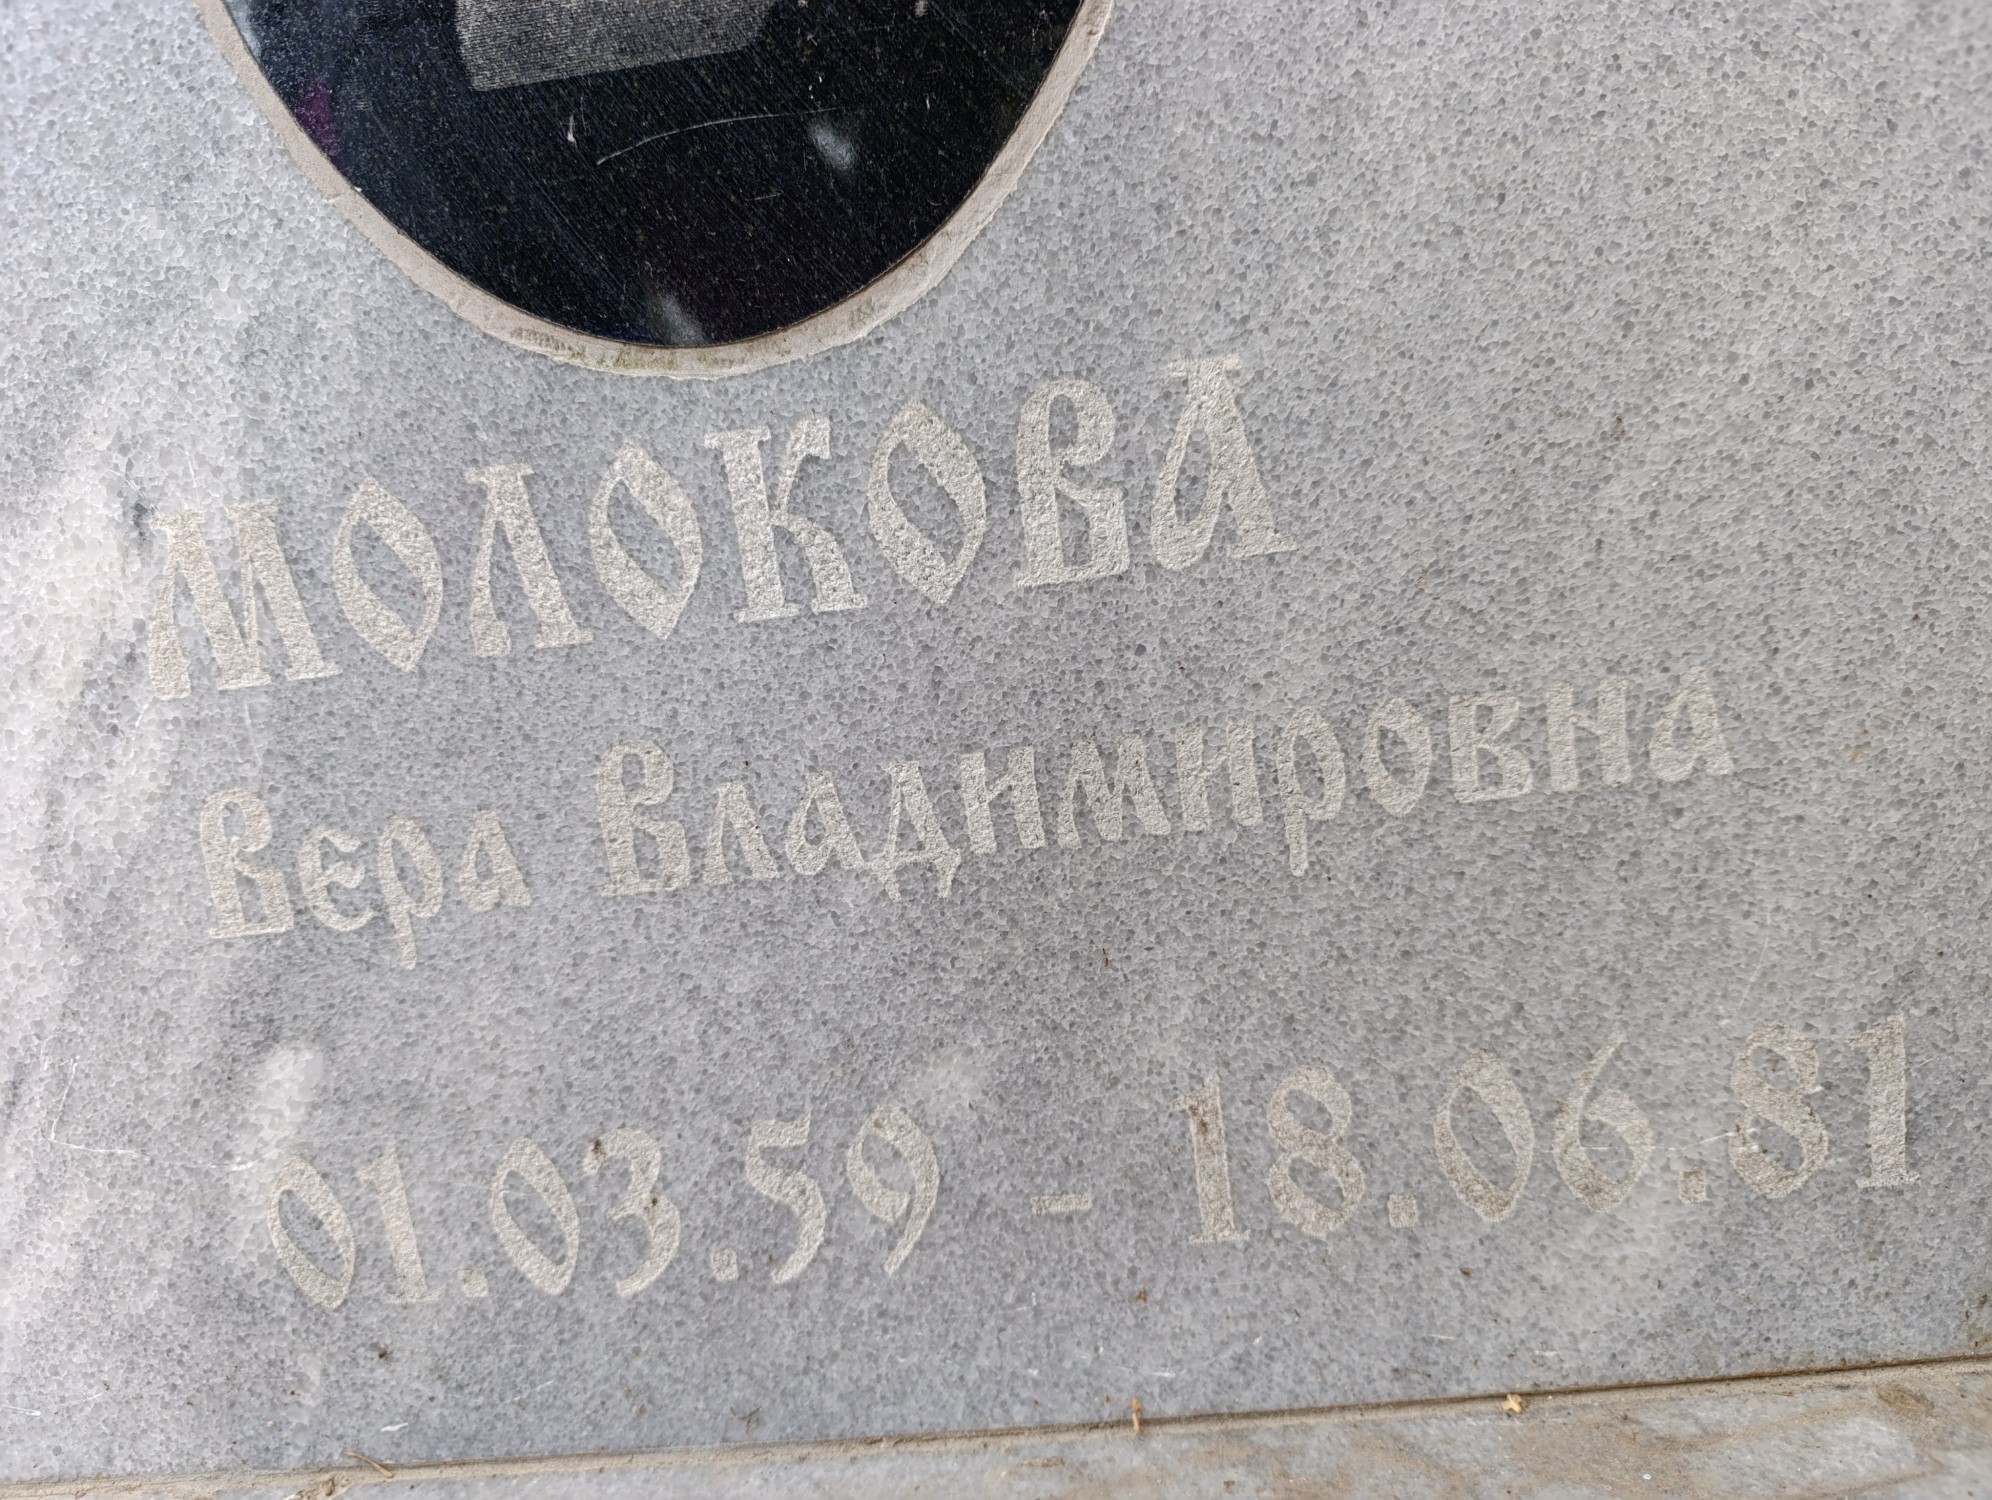 МОЛОКОВА
Вера Владимировна
01.03.59 - 18.06.81